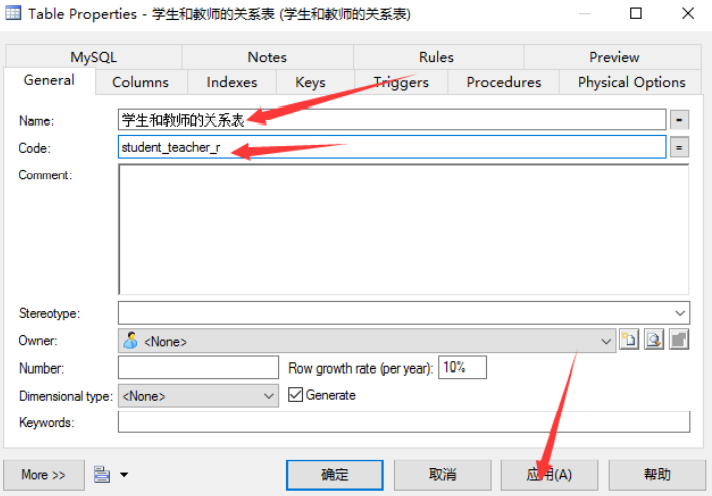 Table Properties - 学生和教师的关系表 (学生和教师的关系表)
MySQL Notes Rules Preview
General Columns Indexes Keys Triggers Procedures Physical Options
Name: 学生和教师的关系表 =
Code: student_teacher_r =
Comment:
Stereotype:
Owner: <None>
Number: Row growth rate (per year): 10%
Dimensional type: <None> Generate
Keywords:
More >> 确定 取消 应用(A) 帮助